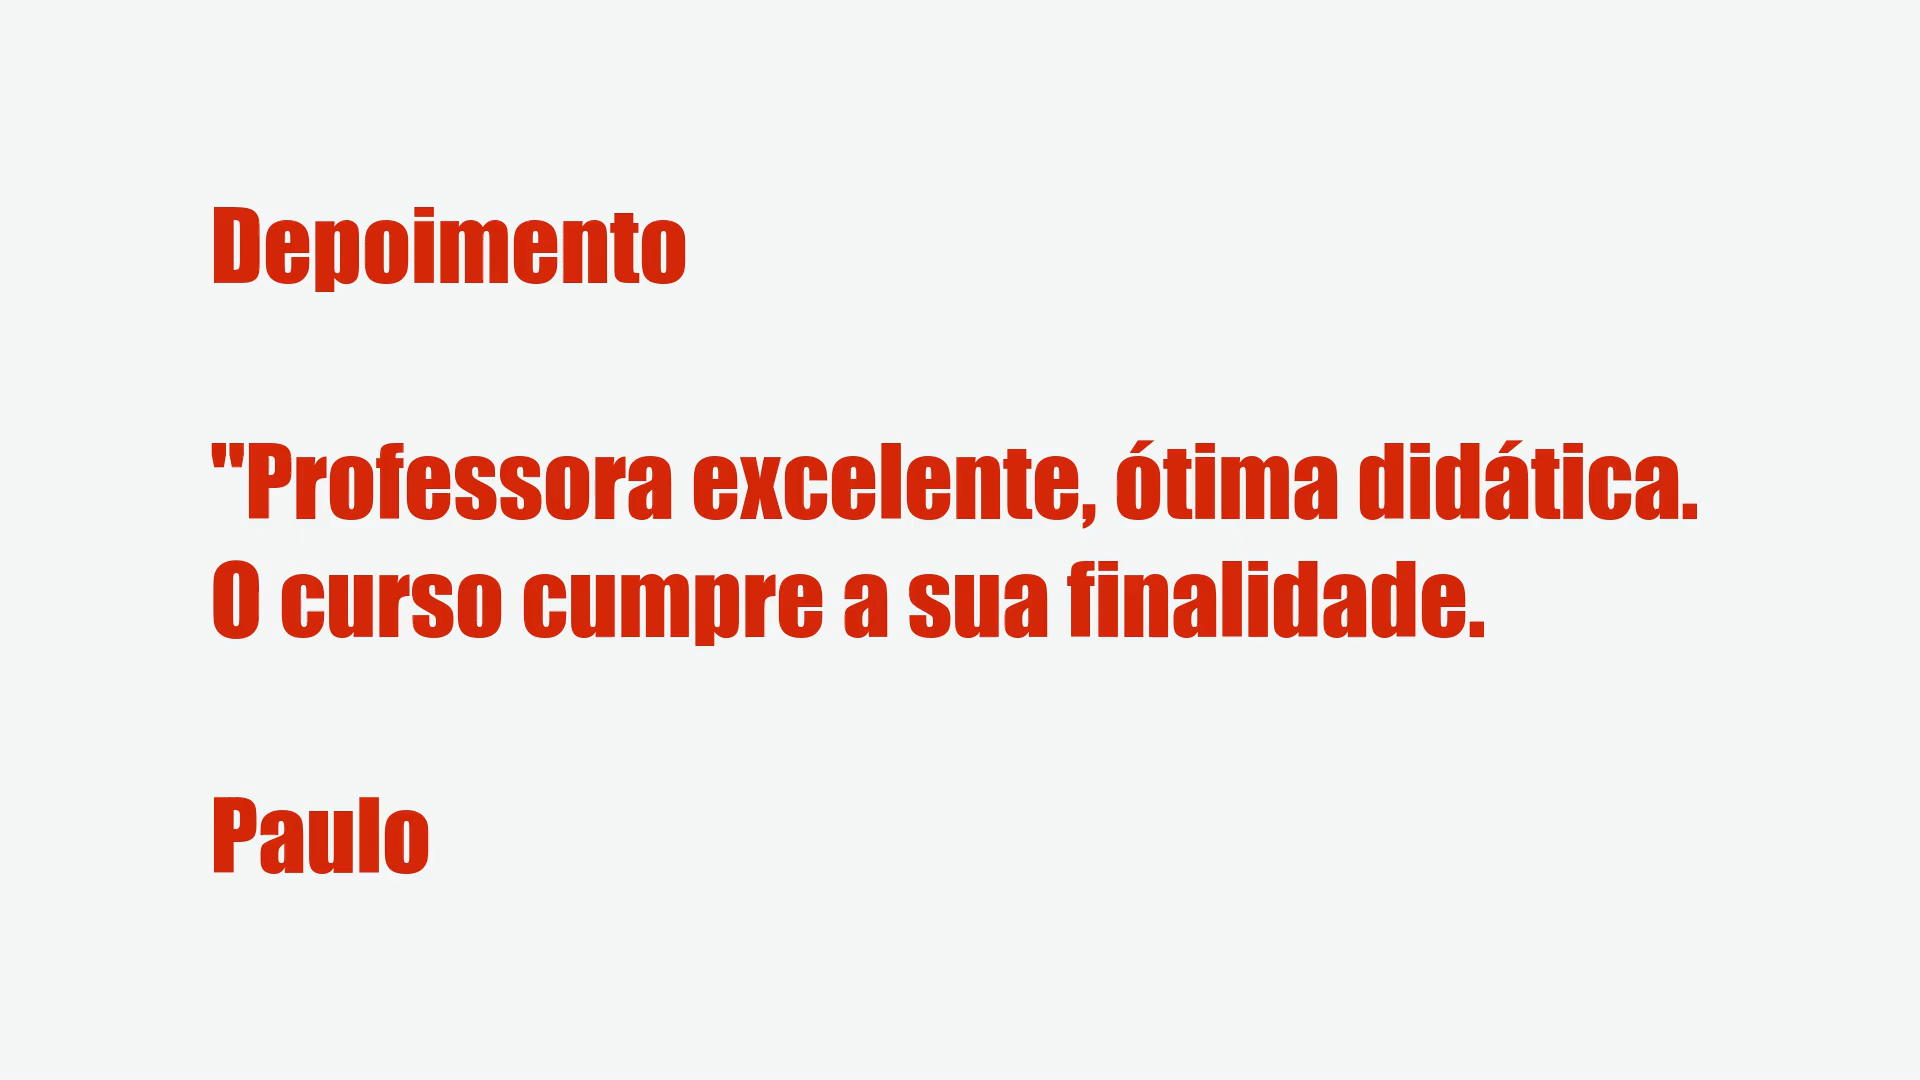 Depoimento
"Professora excelente, ótima didática.
O curso cumpre a sua finalidade.
Paulo